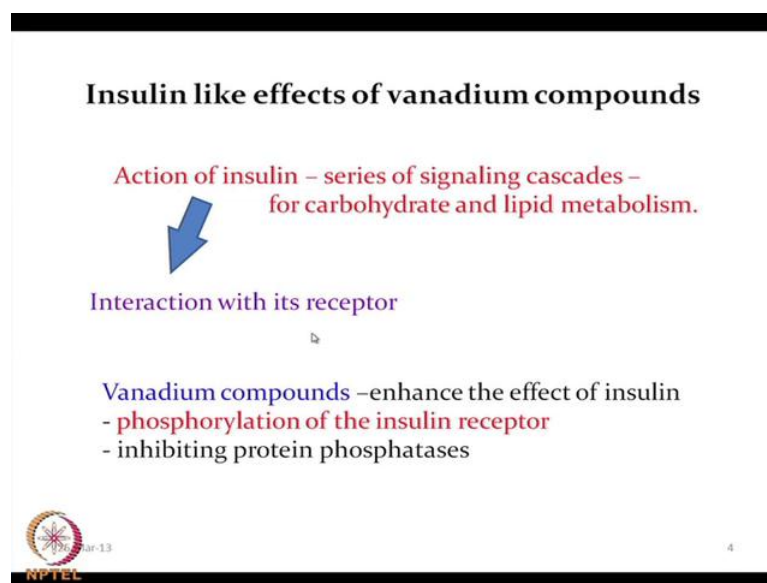 Insulin like effects of vanadium compounds
Action of insulin – series of signaling cascades –
for carbohydrate and lipid metabolism.
Interaction with its receptor
Vanadium compounds –enhance the effect of insulin
- phosphorylation of the insulin receptor
- inhibiting protein phosphatases
ar-13
4
NPTEL